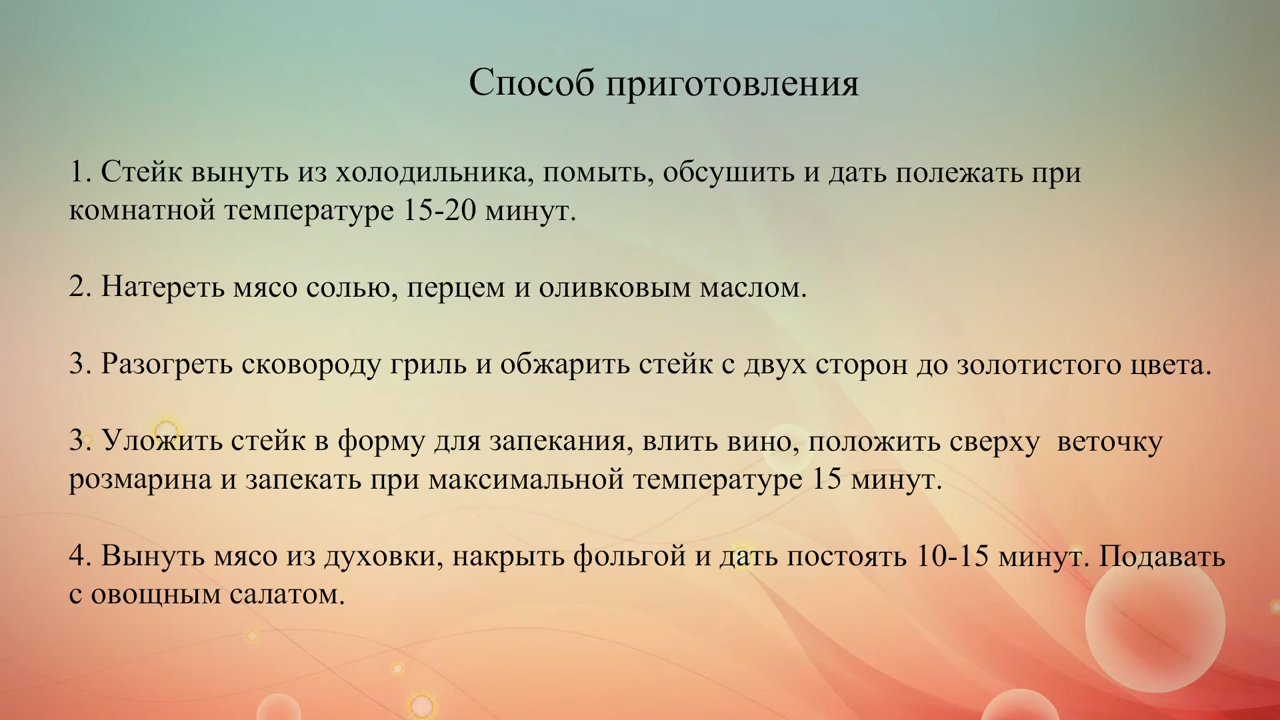 Способ приготовления
1. Стейк вынуть из холодильника, помыть, обсушить и дать полежать при
комнатной температуре 15-20 минут.
2. Натереть мясо солью, перцем и оливковым маслом.
3. Разогреть сковороду гриль и обжарить стейк с двух сторон до золотистого цвета.
3. Уложить стейк в форму для запекания, влить вино, положить сверху  веточку
розмарина и запекать при максимальной температуре 15 минут.
4. Вынуть мясо из духовки, накрыть фольгой и дать постоять 10-15 минут. Подавать
с овощным салатом.